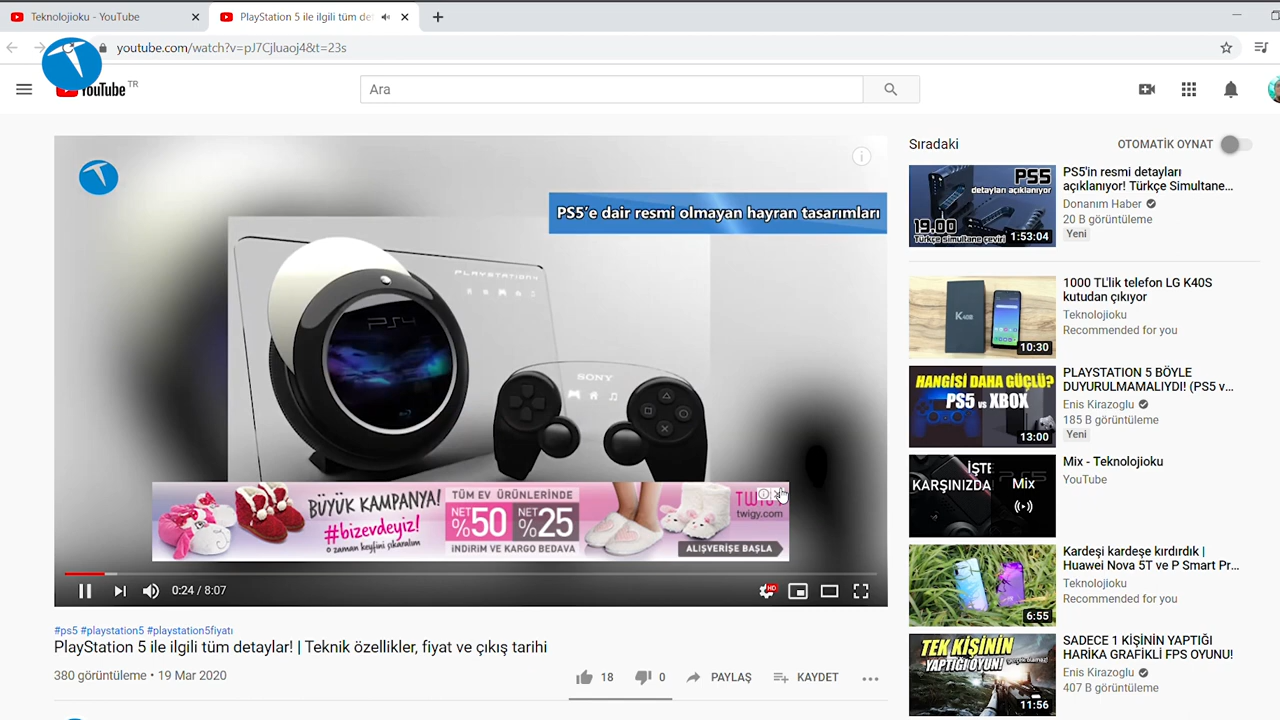 Teknolojioku - YouTube
PlayStation 5 ile ilgili tüm det
youtube.com/watch?v=pJ7Cjluaoj4&t=23s
YouTube TR
Ara
PS5'e dair resmi olmayan hayran tasarımları
PLAYSTATION4
PS4
SONY
BÜYÜK KAMPANYA!
#bizevdeyiz!
o zaman keyfini çıkaralım
TÜM EV ÜRÜNLERİNDE
NET %50 NET %25
İNDİRİM VE KARGO BEDAVA
twigy.com
ALIŞVERİŞE BAŞLA
0:24 / 8:07
HD
#ps5 #playstation5 #playstation5fiyatı
PlayStation 5 ile ilgili tüm detaylar! | Teknik özellikler, fiyat ve çıkış tarihi
380 görüntüleme • 19 Mar 2020
18
0
PAYLAŞ
KAYDET
Sıradaki
OTOMATİK OYNAT
PS5
detayları açıklanıyor
19.00
Türkçe simultane çeviri
1:53:04
PS5'in resmi detayları
açıklanıyor! Türkçe Simultane...
Donanım Haber
20 B görüntüleme
Yeni
K40S
10:30
1000 TL'lik telefon LG K40S
kutudan çıkıyor
Teknolojioku
Recommended for you
HANGİSİ DAHA GÜÇLÜ?
PS5 vs XBOX
13:00
PLAYSTATION 5 BÖYLE
DUYURULMAMALIYDI! (PS5 v...
Enis Kirazoglu
185 B görüntüleme
Yeni
İŞTE
KARŞINIZDA
Mix
Mix - Teknolojioku
YouTube
6:55
Kardeşi kardeşe kırdırdık |
Huawei Nova 5T ve P Smart Pr...
Teknolojioku
Recommended for you
TEK KİŞİNİN
YAPTIĞI OYUN!
11:56
SADECE 1 KİŞİNİN YAPTIĞI
HARİKA GRAFİKLİ FPS OYUNU!
Enis Kirazoglu
407 B görüntüleme